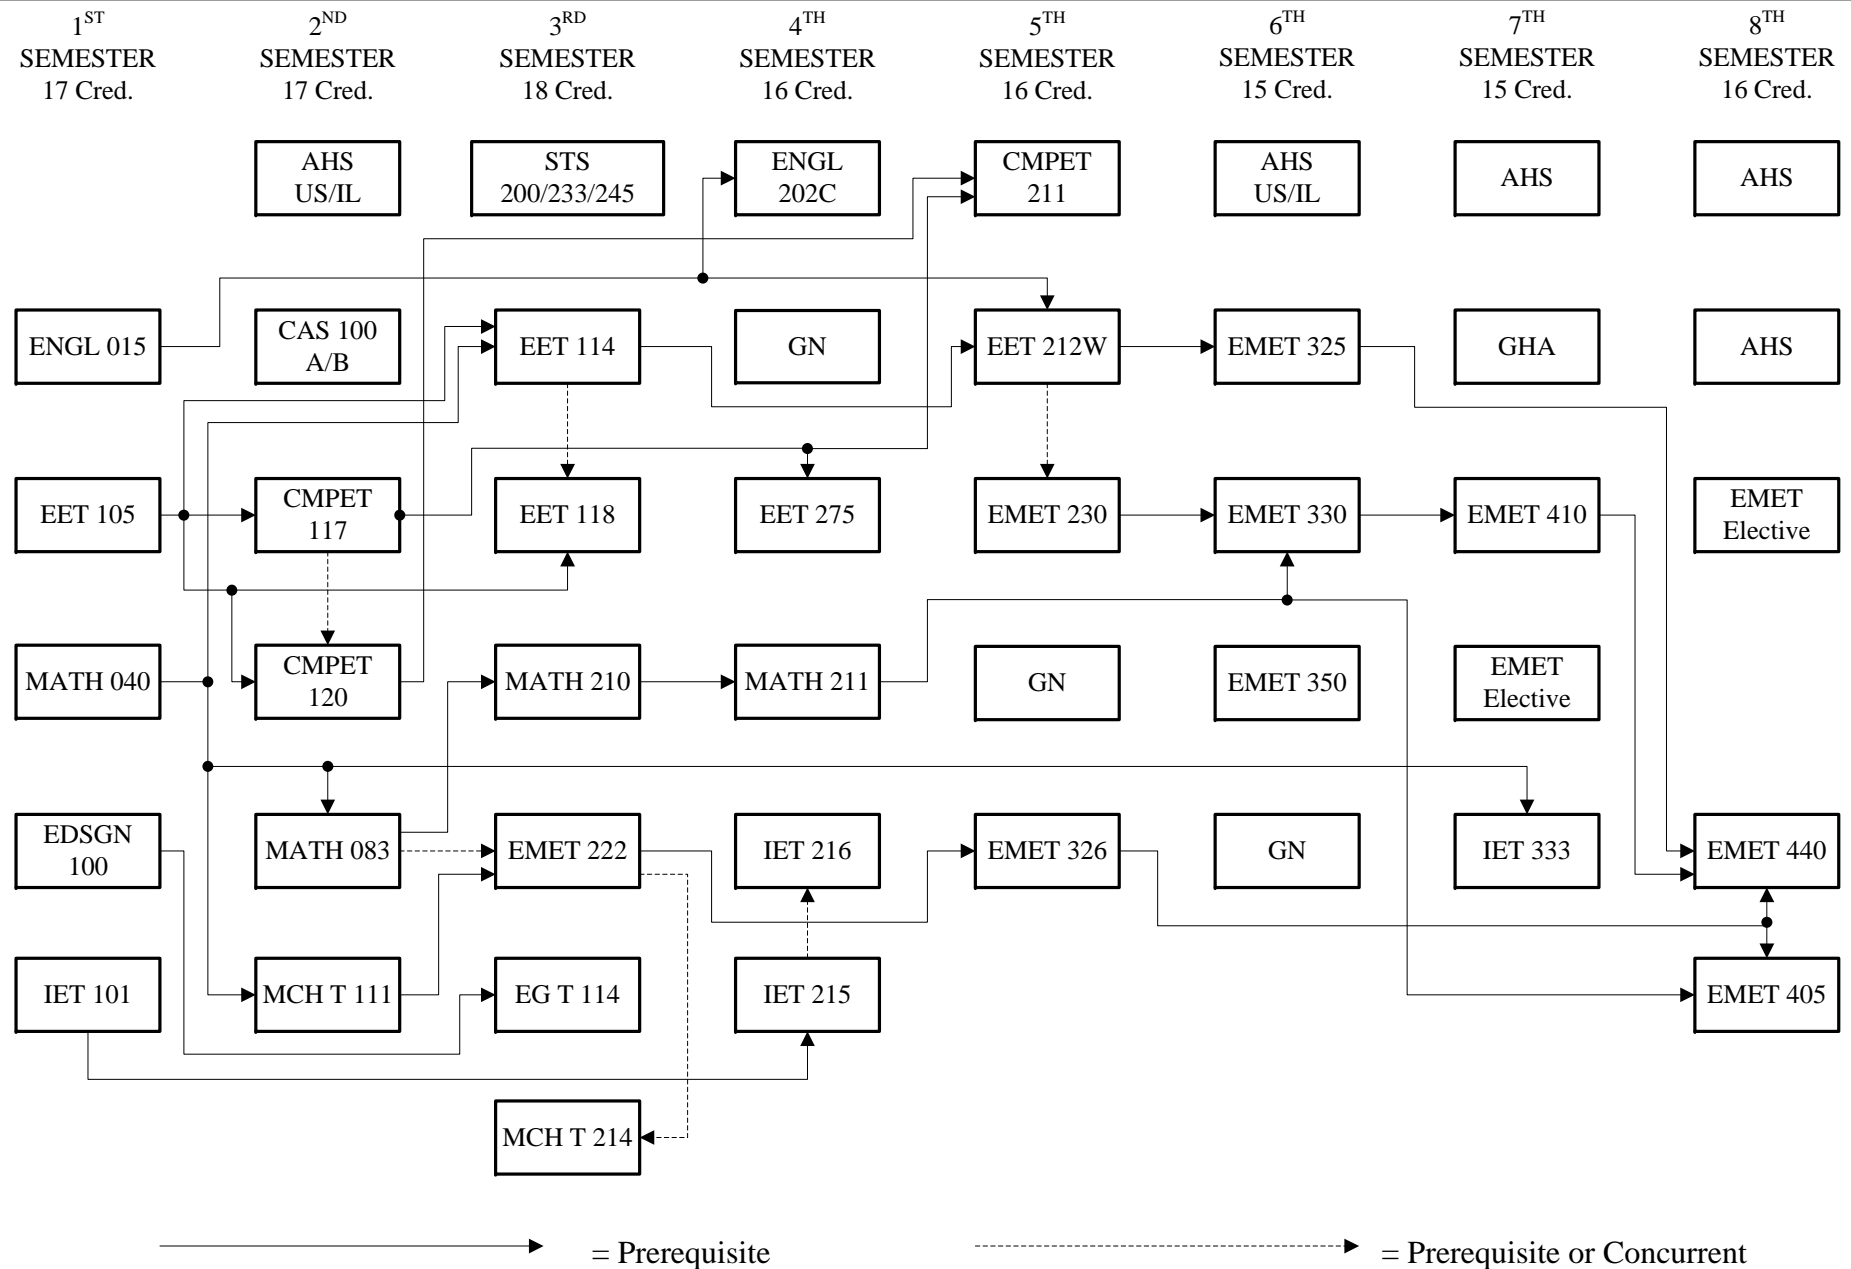 1ST 2ND 3RD 4TH 5TH 6TH 7TH 8TH
SEMESTER SEMESTER SEMESTER SEMESTER SEMESTER SEMESTER SEMESTER SEMESTER
17 Cred. 17 Cred. 18 Cred. 16 Cred. 16 Cred. 15 Cred. 15 Cred. 16 Cred.
AHS
US/IL
STS
200/233/245
ENGL
202C
CMPET
211
AHS
US/IL
AHS
AHS
ENGL 015
CAS 100
A/B
EET 114
GN
EET 212W
EMET 325
GHA
AHS
EET 105
CMPET
117
EET 118
EET 275
EMET 230
EMET 330
EMET 410
EMET
Elective
MATH 040
CMPET
120
MATH 210
MATH 211
GN
EMET 350
EMET
Elective
EDSGN
100
MATH 083
EMET 222
IET 216
EMET 326
GN
IET 333
EMET 440
IET 101
MCH T 111
EG T 114
IET 215
EMET 405
MCH T 214
= Prerequisite
= Prerequisite or Concurrent